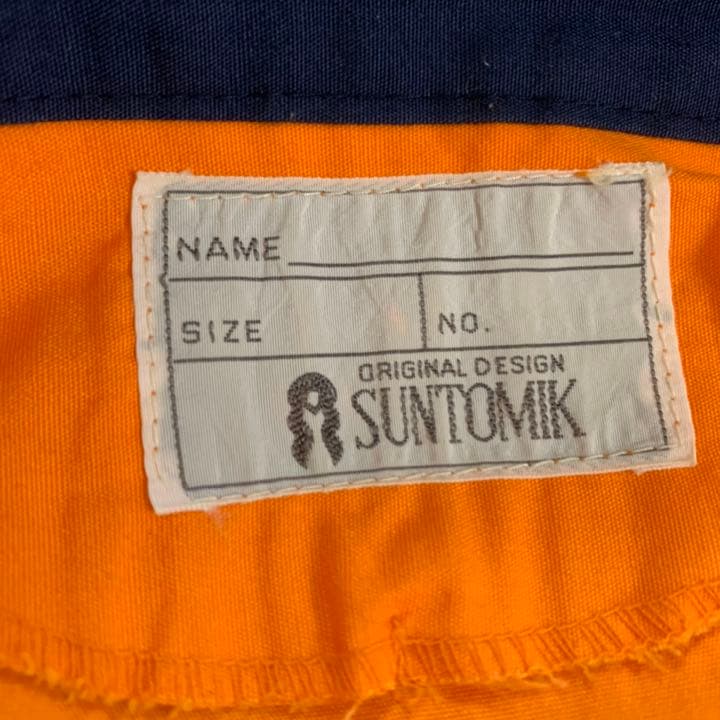 NAME
SIZE NO.
ORIGINAL DESIGN
SUNTOMIK